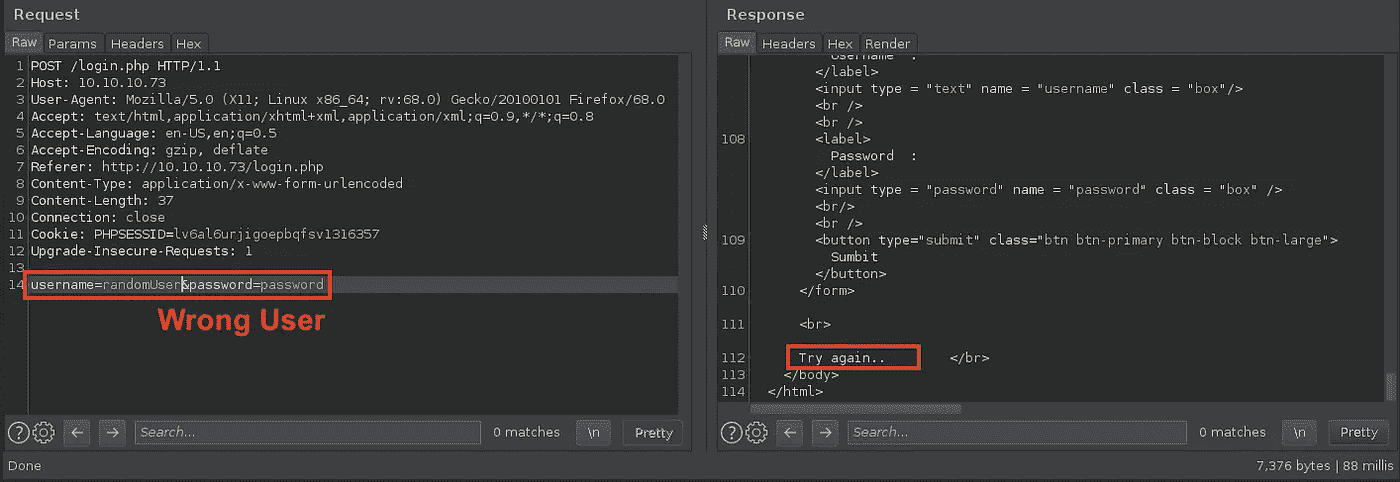 Request
Raw Params Headers Hex
1 POST /login.php HTTP/1.1
2 Host: 10.10.10.73
3 User-Agent: Mozilla/5.0 (X11; Linux x86_64; rv:68.0) Gecko/20100101 Firefox/68.0
4 Accept: text/html,application/xhtml+xml,application/xml;q=0.9,*/*;q=0.8
5 Accept-Language: en-US,en;q=0.5
6 Accept-Encoding: gzip, deflate
7 Referer: http://10.10.10.73/login.php
8 Content-Type: application/x-www-form-urlencoded
9 Content-Length: 37
10 Connection: close
11 Cookie: PHPSESSID=lv6al6urjigoepbqfsv1316357
12 Upgrade-Insecure-Requests: 1
13
14 username=randomUser&password=password
Wrong User
? Search... 0 matches \n Pretty
Done
Response
Raw Headers Hex Render
Username :
</label>
<input type = "text" name = "username" class = "box"/>
<br />
<br />
108 <label>
Password :
</label>
<input type = "password" name = "password" class = "box" />
<br/>
<br />
109 <button type="submit" class="btn btn-primary btn-block btn-large">
Sumbit
</button>
110 </form>
111 <br>
112 Try again.. </br>
113 </body>
114 </html>
? Search... 0 matches \n Pretty
7,376 bytes | 88 millis